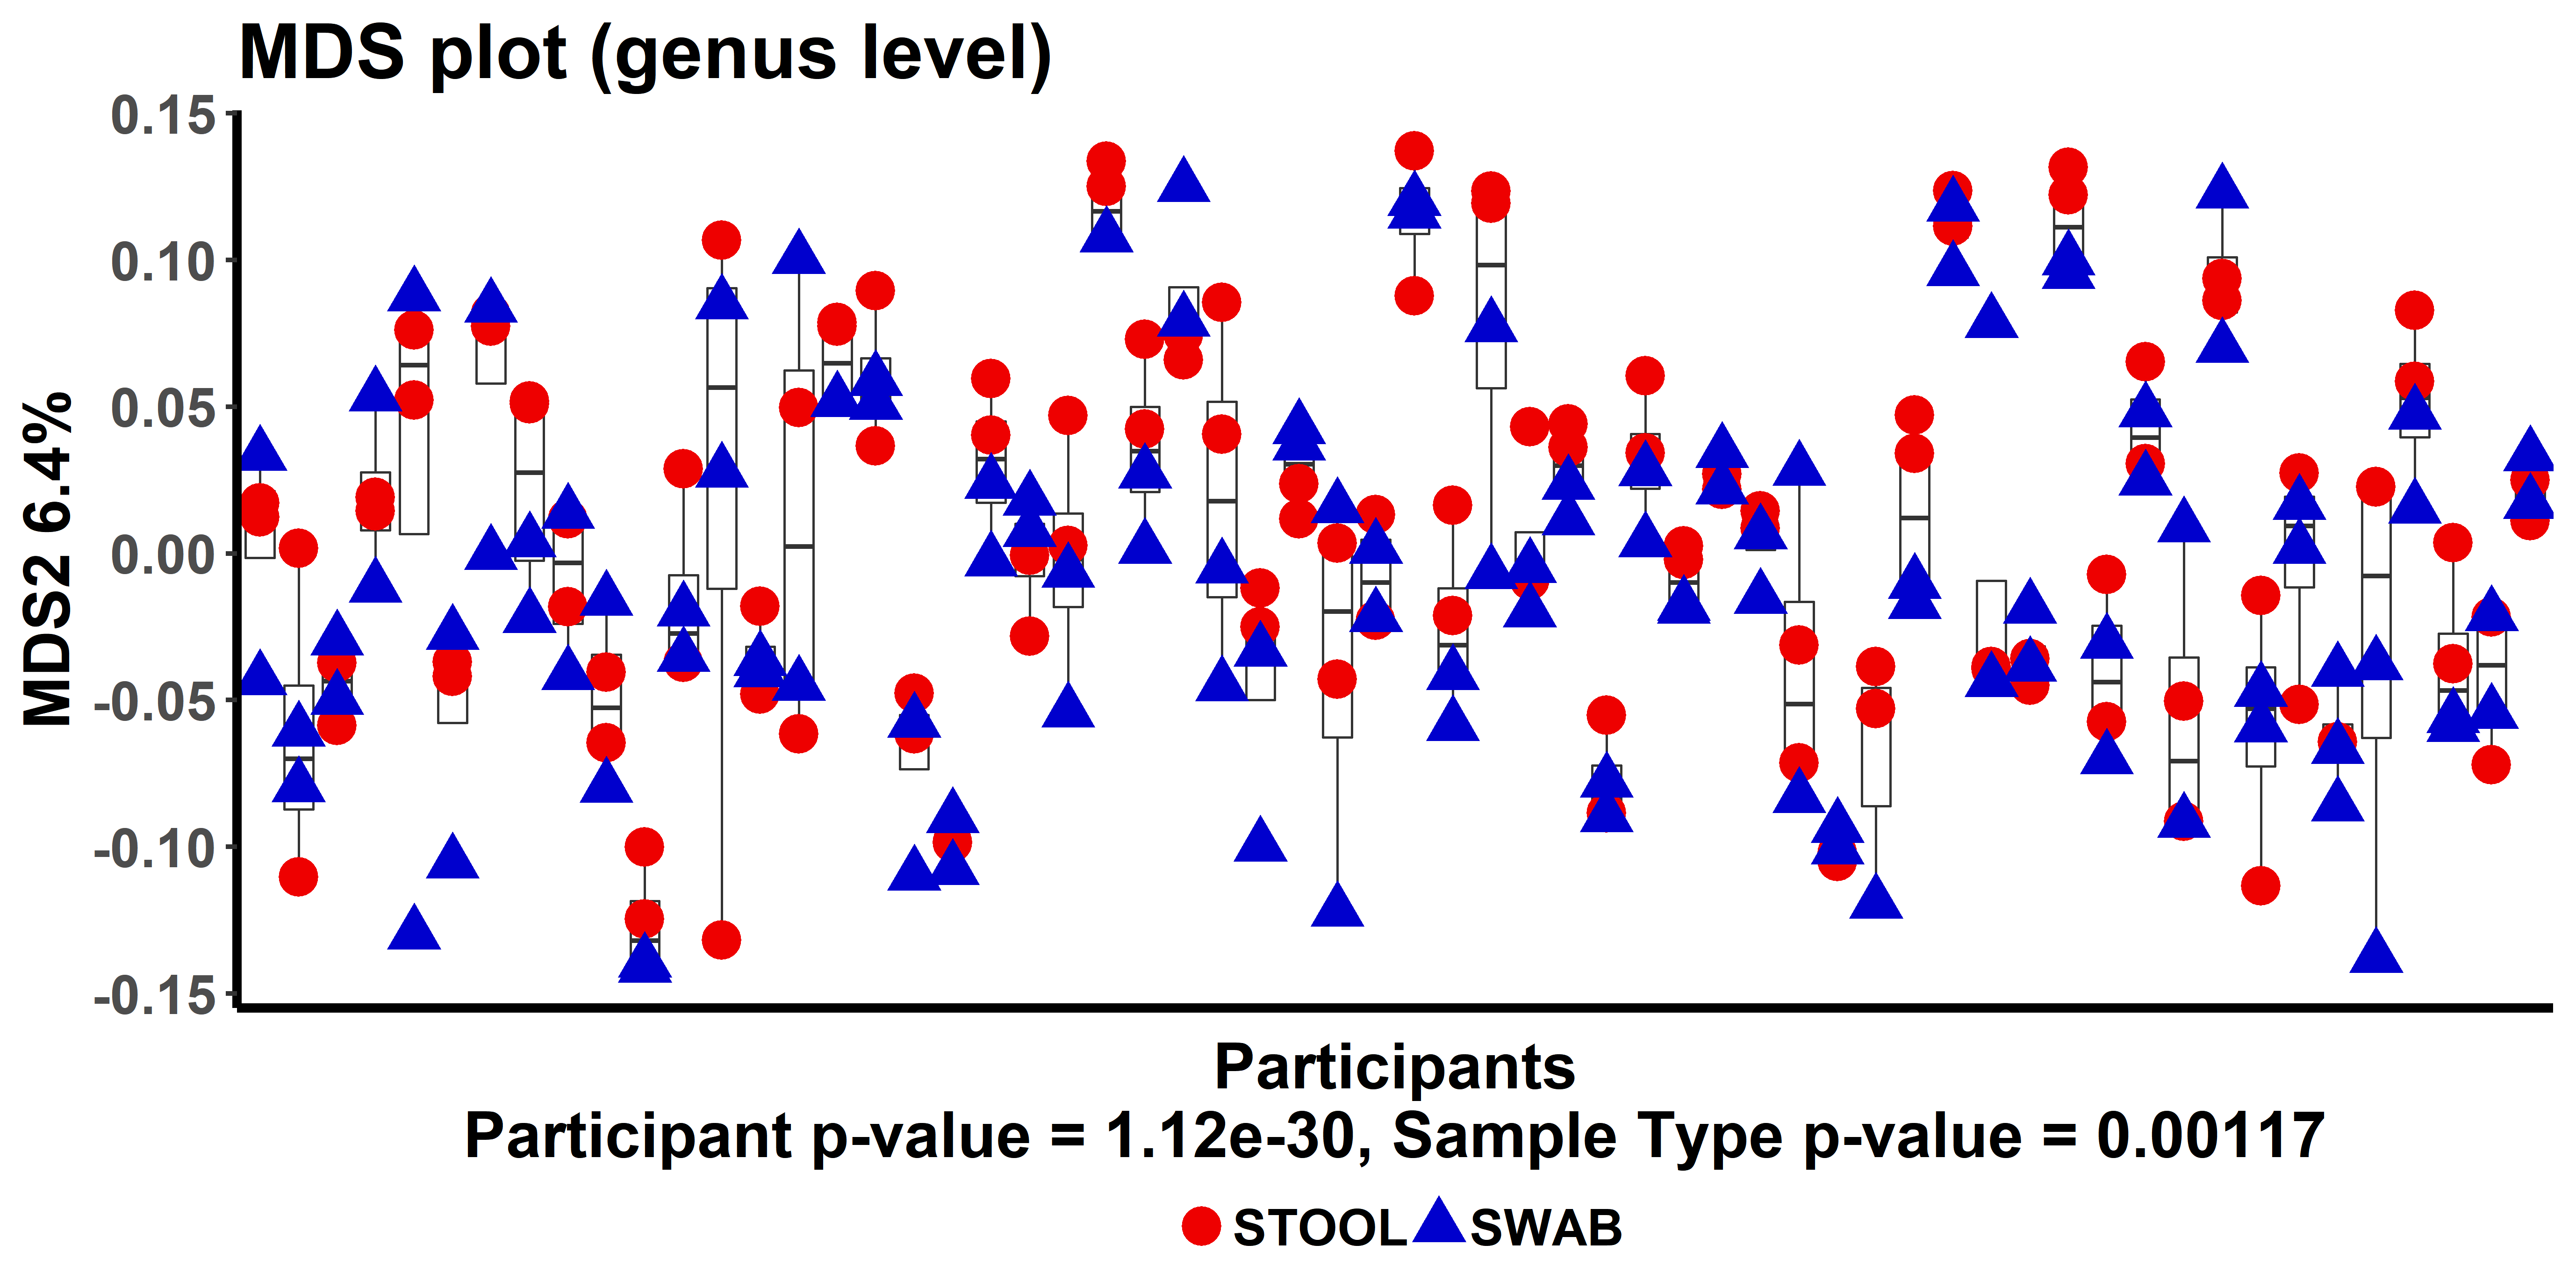 MDS plot (genus level)
MDS2 6.4%
0.15
0.10
0.05
0.00
-0.05
-0.10
-0.15
Participants
Participant p-value = 1.12e-30, Sample Type p-value = 0.00117
STOOL SWAB